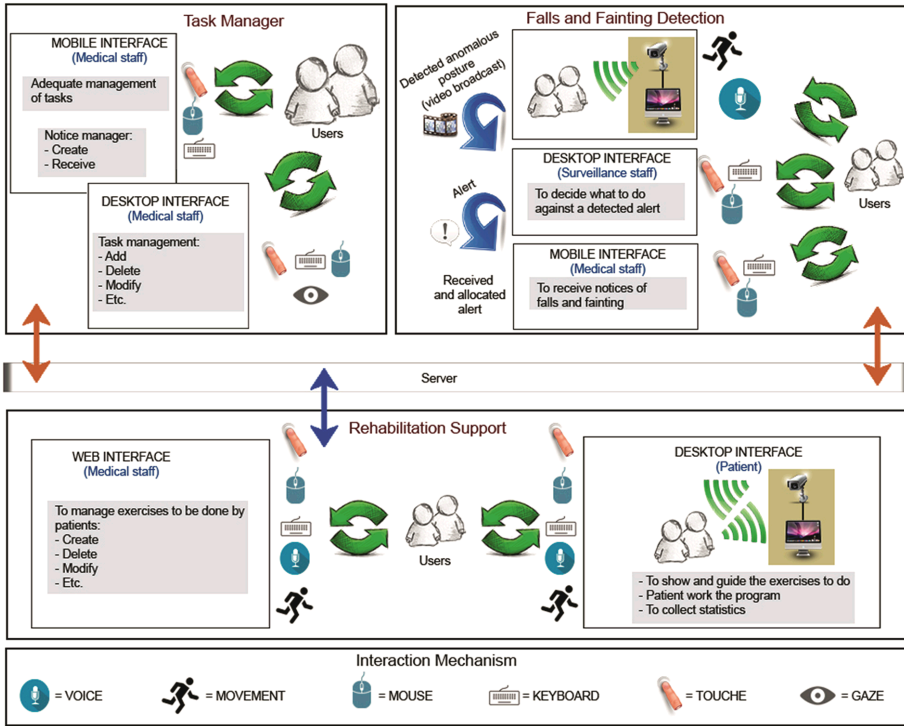 Task Manager
MOBILE INTERFACE
(Medical staff)
Adequate management
of tasks
Notice manager:
- Create
- Receive
Users
DESKTOP INTERFACE
(Medical staff)
Task management:
- Add
- Delete
- Modify
- Etc.
Falls and Fainting Detection
Detected anomalous
posture
(video broadcast)
Alert
!
Received
and allocated
alert
DESKTOP INTERFACE
(Surveillance staff)
To decide what to do
against a detected alert
MOBILE INTERFACE
(Medical staff)
To receive notices of
falls and fainting
Users
Server
Rehabilitation Support
WEB INTERFACE
(Medical staff)
To manage exercises to be done by
patients:
- Create
- Delete
- Modify
- Etc.
Users
DESKTOP INTERFACE
(Patient)
- To show and guide the exercises to do
- Patient work the program
- To collect statistics
Interaction Mechanism
= VOICE
= MOVEMENT
= MOUSE
= KEYBOARD
= TOUCHE
= GAZE